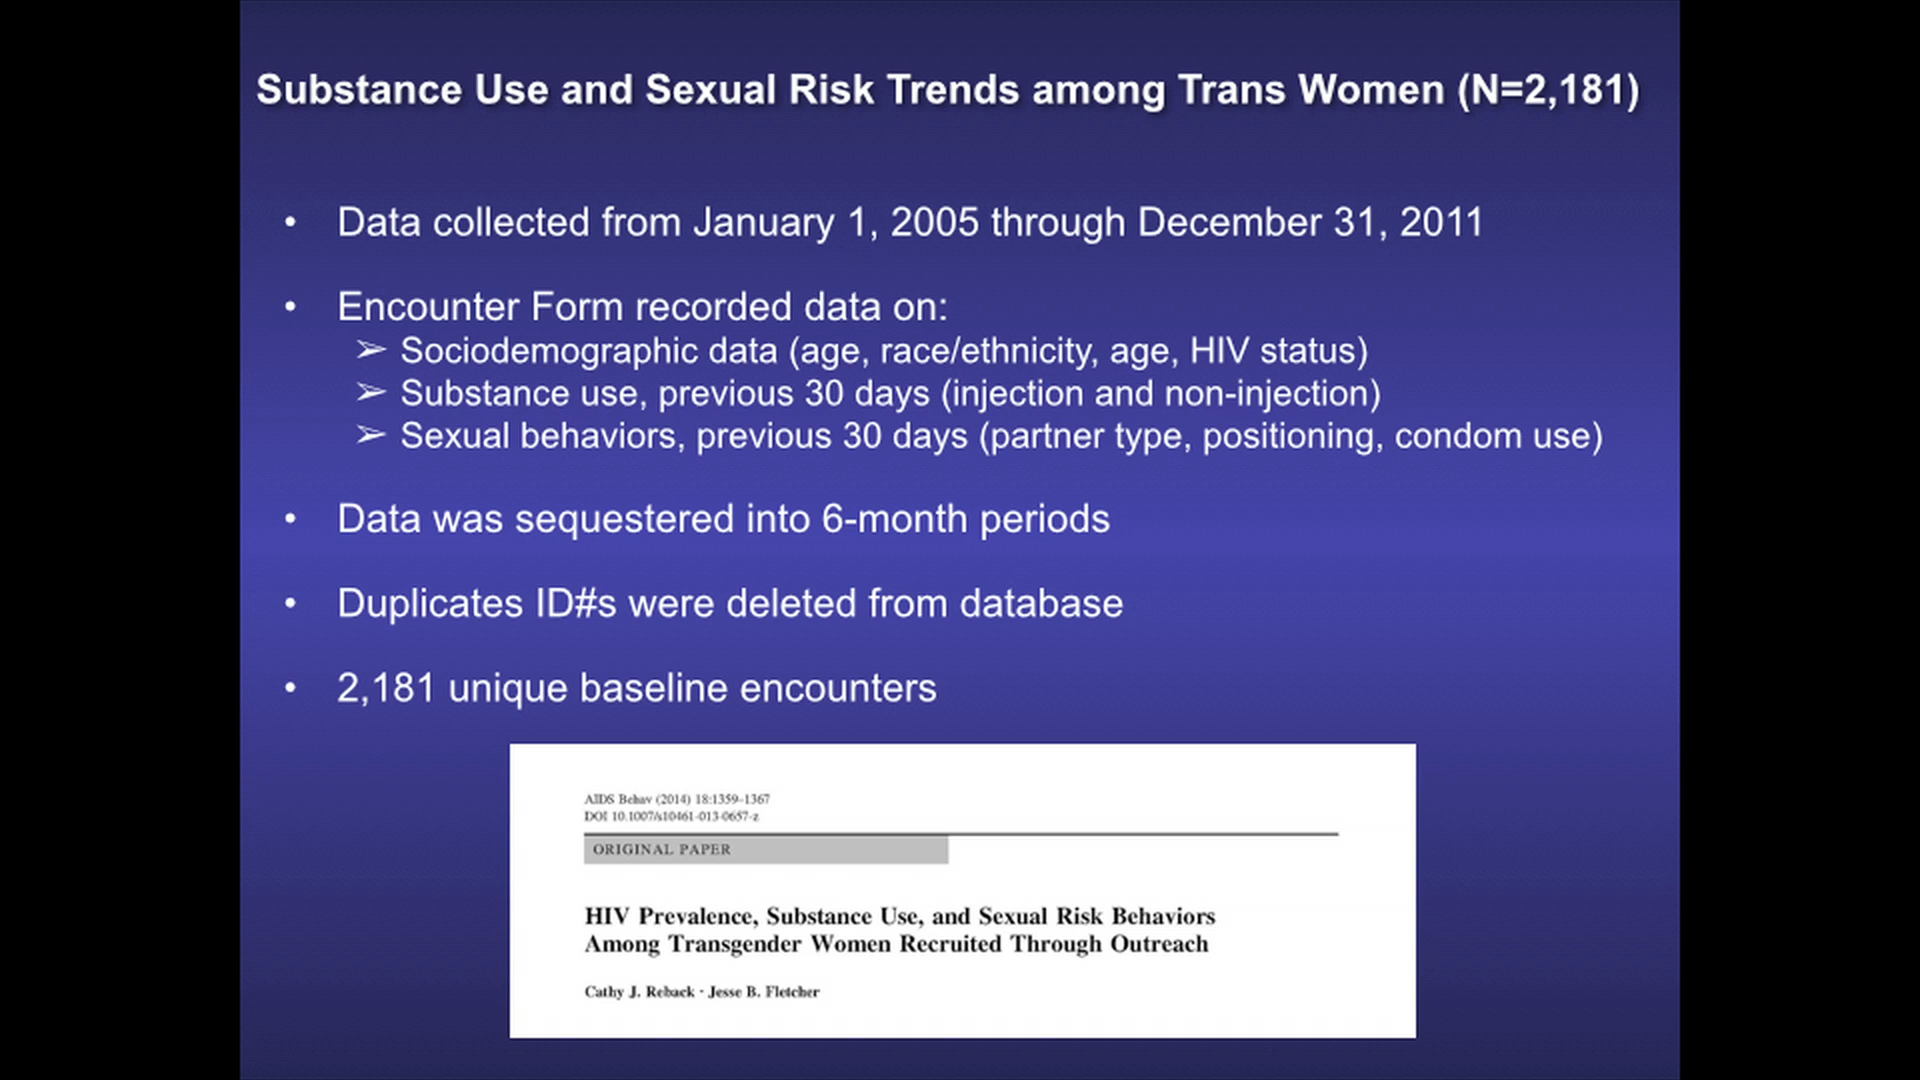 Substance Use and Sexual Risk Trends among Trans Women (N=2,181)
• Data collected from January 1, 2005 through December 31, 2011
• Encounter Form recorded data on:
➢ Sociodemographic data (age, race/ethnicity, age, HIV status)
➢ Substance use, previous 30 days (injection and non-injection)
➢ Sexual behaviors, previous 30 days (partner type, positioning, condom use)
• Data was sequestered into 6-month periods
• Duplicates ID#s were deleted from database
• 2,181 unique baseline encounters
AIDS Behav (2014) 18:1359–1367
DOI 10.1007/s10461-013-0657-z
ORIGINAL PAPER
HIV Prevalence, Substance Use, and Sexual Risk Behaviors
Among Transgender Women Recruited Through Outreach
Cathy J. Reback · Jesse B. Fletcher